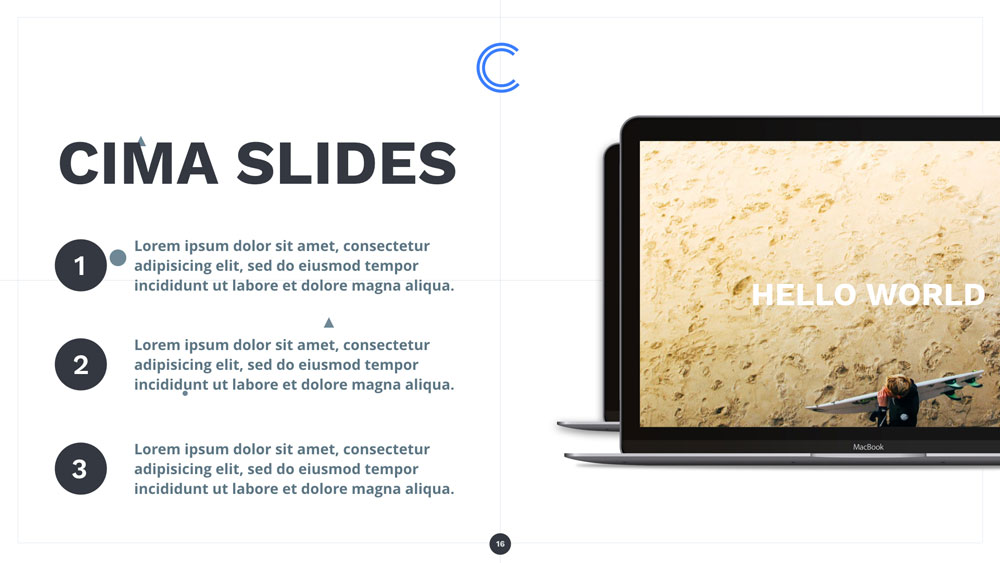 CIMA SLIDES
1
Lorem ipsum dolor sit amet, consectetur
adipisicing elit, sed do eiusmod tempor
incididunt ut labore et dolore magna aliqua.
2
Lorem ipsum dolor sit amet, consectetur
adipisicing elit, sed do eiusmod tempor
incididunt ut labore et dolore magna aliqua.
3
Lorem ipsum dolor sit amet, consectetur
adipisicing elit, sed do eiusmod tempor
incididunt ut labore et dolore magna aliqua.
HELLO WORLD
MacBook
16